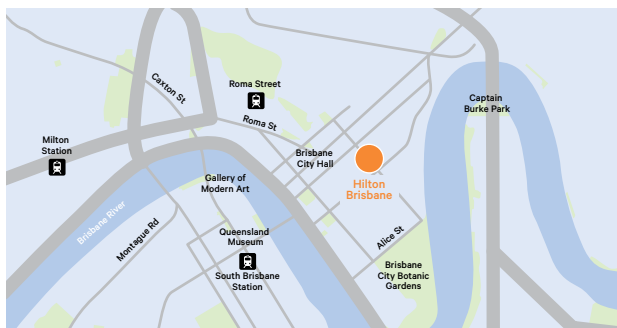 Caxton St
Roma Street
Captain
Burke Park
Roma St
Milton
Station
Brisbane
City Hall
Gallery of
Modern Art
Hilton
Brisbane
Brisbane River
Montague Rd
Queensland
Museum
Alice St
South Brisbane
Station
Brisbane
City Botanic
Gardens